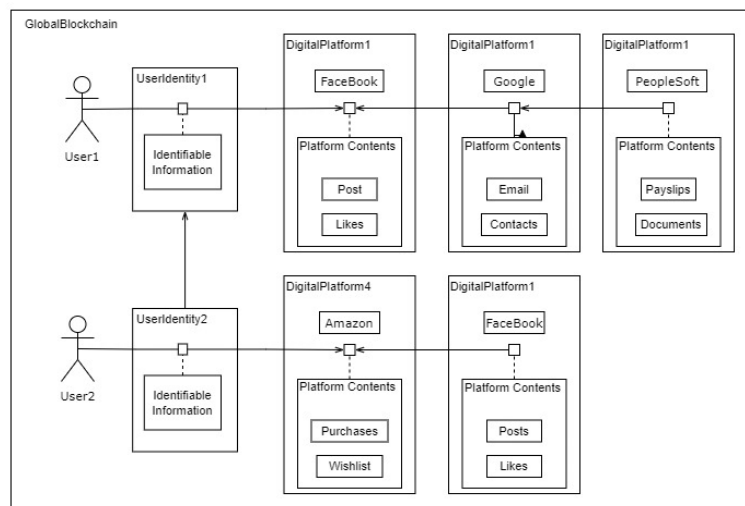 GlobalBlockchain
UserIdentity1
Identifiable
Information
User1
DigitalPlatform1
FaceBook
Platform Contents
Post
Likes
DigitalPlatform1
Google
Platform Contents
Email
Contacts
DigitalPlatform1
PeopleSoft
Platform Contents
Payslips
Documents
UserIdentity2
Identifiable
Information
User2
DigitalPlatform4
Amazon
Platform Contents
Purchases
Wishlist
DigitalPlatform1
FaceBook
Platform Contents
Posts
Likes